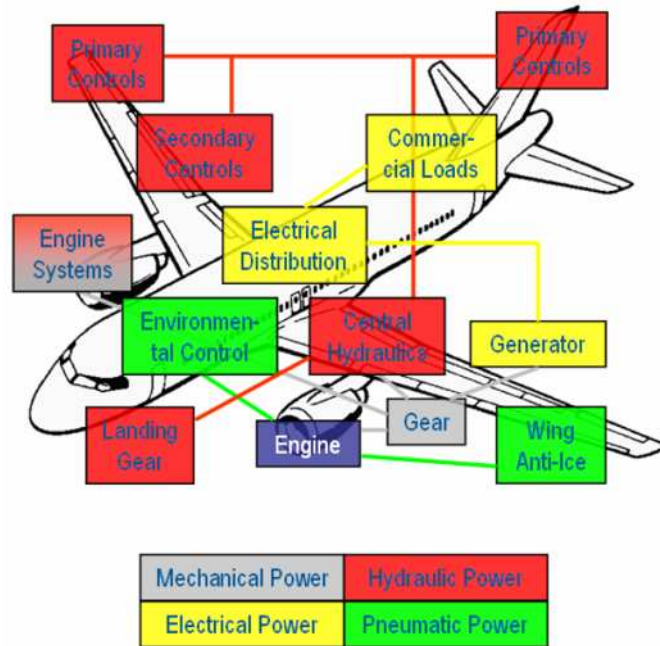 Primary
Controls
Primary
Controls
Secondary
Controls
Commer-
cial Loads
Engine
Systems
Electrical
Distribution
Environmen-
tal Control
Central
Hydraulics
Generator
Landing
Gear
Engine
Gear
Wing
Anti-Ice
Mechanical Power
Hydraulic Power
Electrical Power
Pneumatic Power